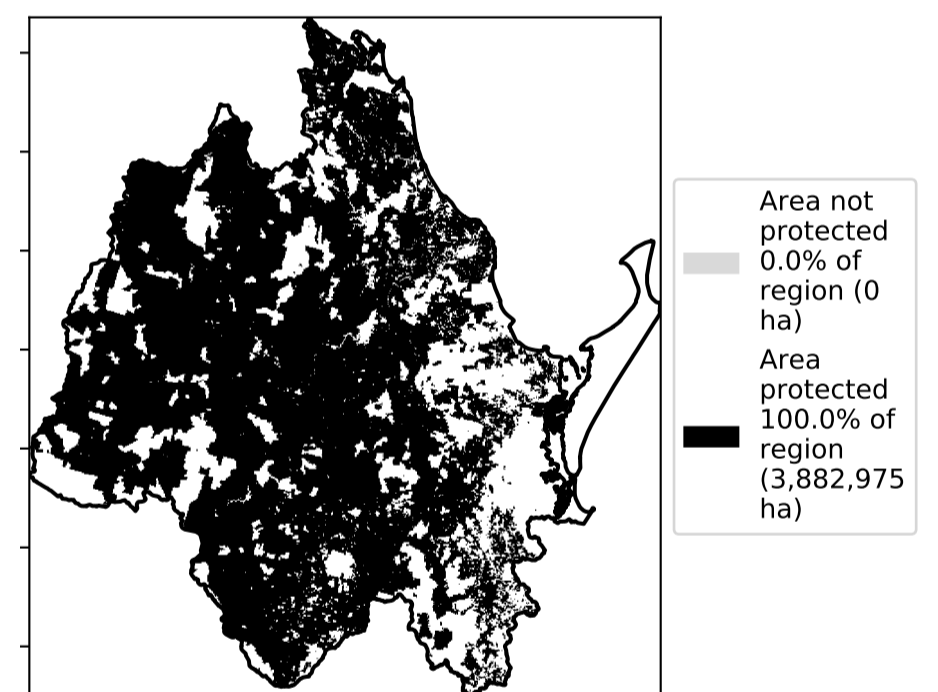 Area not
protected
0.0% of
region (0
ha)
Area
protected
100.0% of
region
(3,882,975
ha)